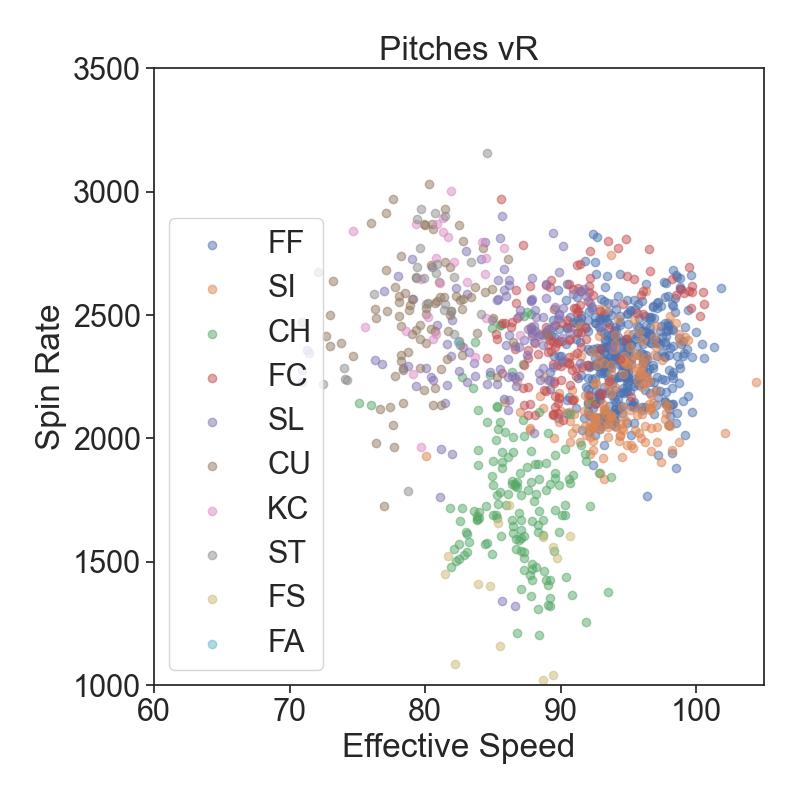 Pitches vR
3500
3000
2500
2000
1500
1000
Spin Rate
FF
SI
CH
FC
SL
CU
KC
ST
FS
FA
60
70
80
90
100
Effective Speed